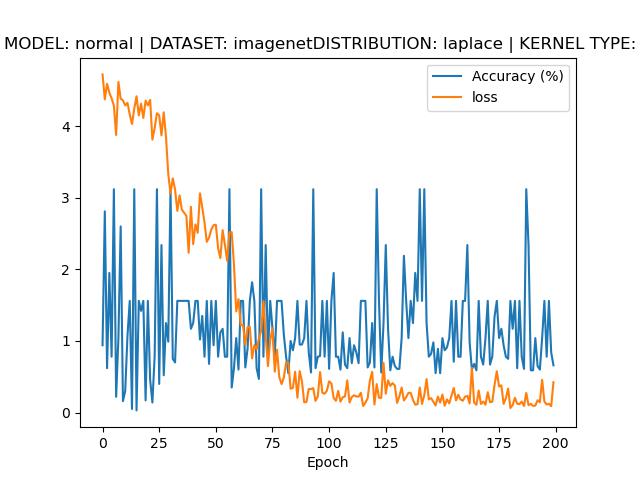 MODEL: normal | DATASET: imagenetDISTRIBUTION: laplace | KERNEL TYPE:
Accuracy (%)
loss
4
3
2
1
0
0 25 50 75 100 125 150 175 200
Epoch